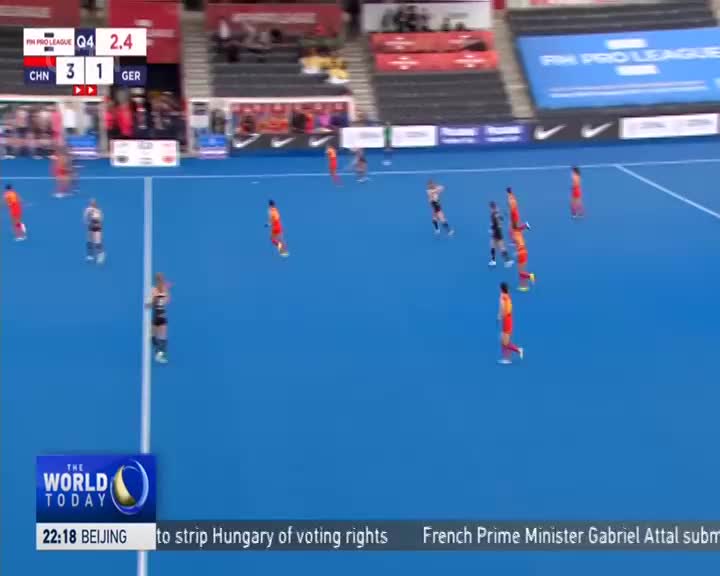 FIH PRO LEAGUE Q4 2.4
CHN 3 1 GER
FIH PRO LEAGUE
THE
WORLD
TODAY
22:18 BEIJING
to strip Hungary of voting rights French Prime Minister Gabriel Attal subm